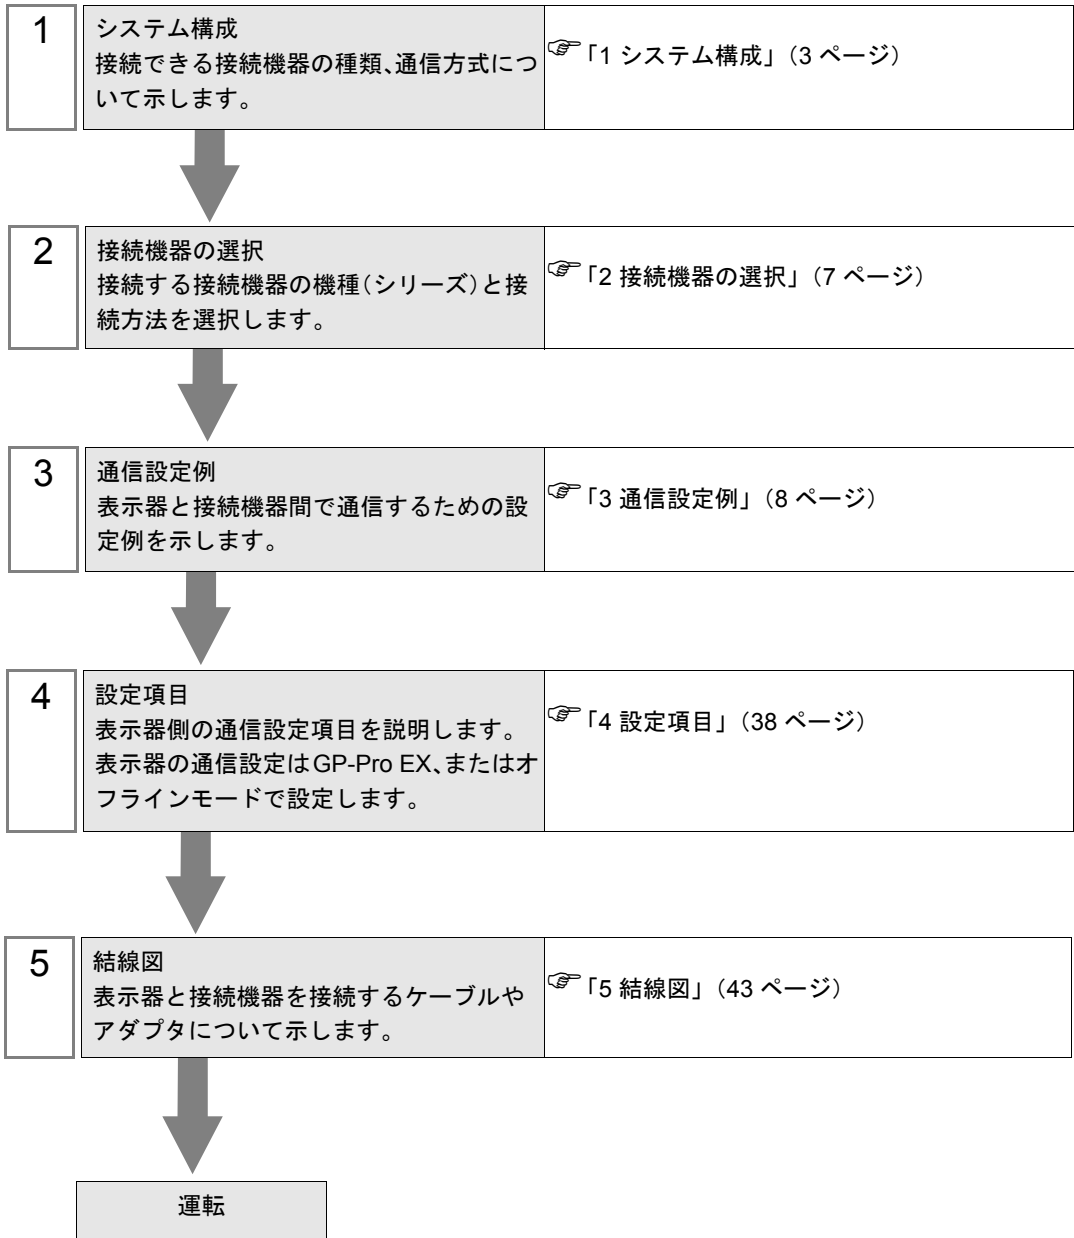 1
システム構成
接続できる接続機器の種類、通信方式につ
いて示します。
☞「1 システム構成」（3 ページ）
2
接続機器の選択
接続する接続機器の機種（シリーズ）と接
続方法を選択します。
☞「2 接続機器の選択」（7 ページ）
3
通信設定例
表示器と接続機器間で通信するための設
定例を示します。
☞「3 通信設定例」（8 ページ）
4
設定項目
表示器側の通信設定項目を説明します。
表示器の通信設定はGP-Pro EX、またはオ
フラインモードで設定します。
☞「4 設定項目」（38 ページ）
5
結線図
表示器と接続機器を接続するケーブルや
アダプタについて示します。
☞「5 結線図」（43 ページ）
運転